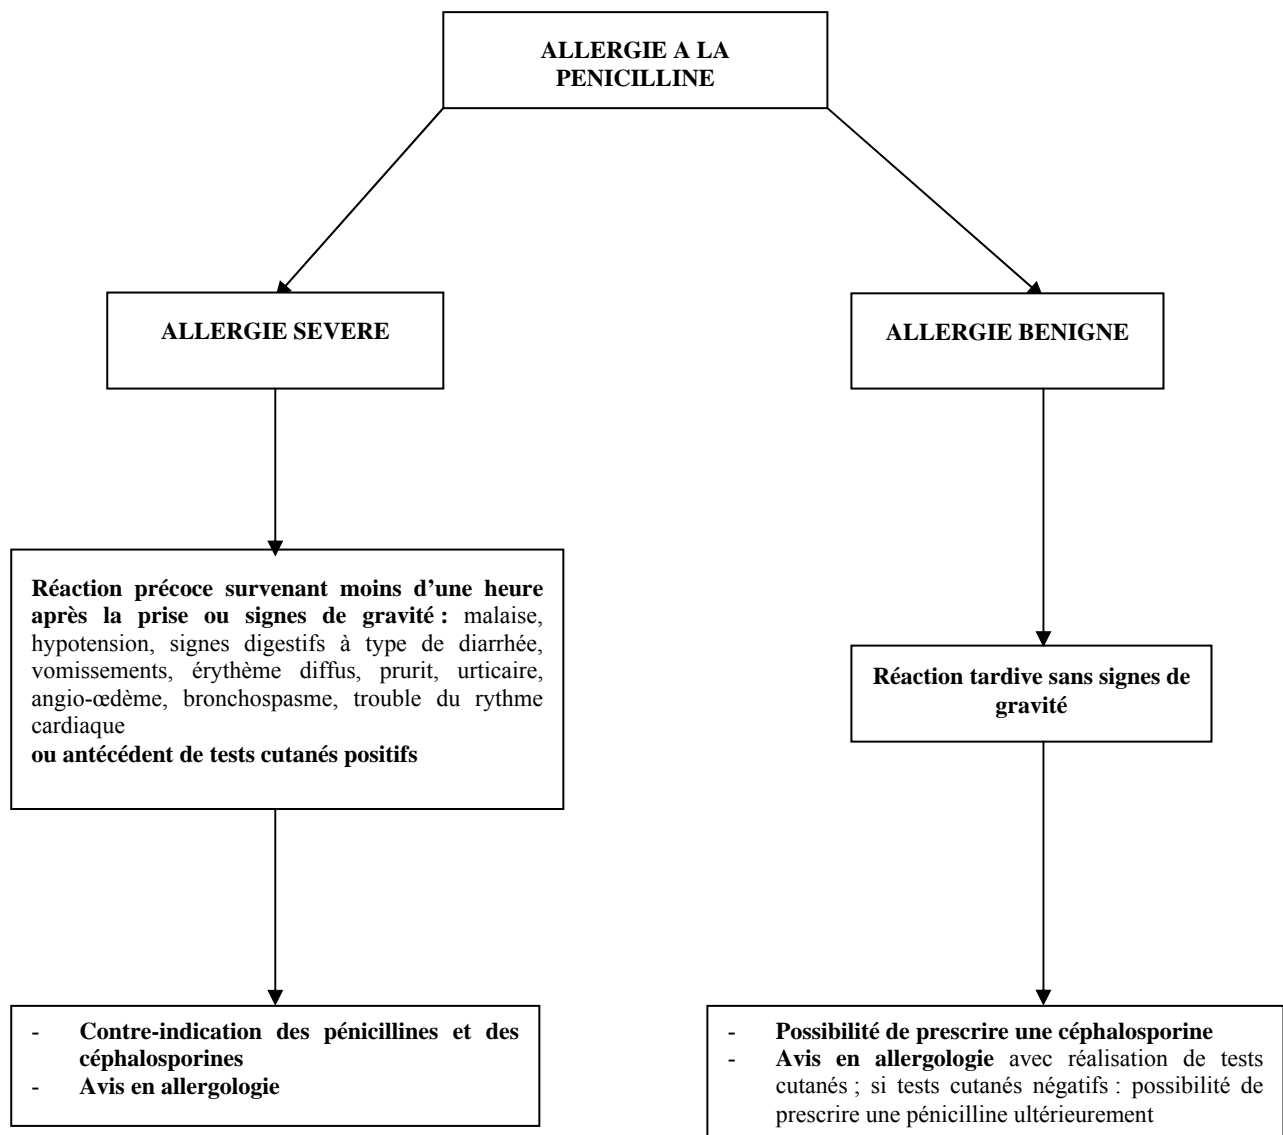 ALLERGIE A LA
PENICILLINE
ALLERGIE SEVERE
ALLERGIE BENIGNE
Réaction précoce survenant moins d’une heure
après la prise ou signes de gravité : malaise,
hypotension, signes digestifs à type de diarrhée,
vomissements, érythème diffus, prurit, urticaire,
angio-œdème, bronchospasme, trouble du rythme
cardiaque
ou antécédent de tests cutanés positifs
Réaction tardive sans signes de
gravité
- Contre-indication des pénicillines et des
céphalosporines
- Avis en allergologie
- Possibilité de prescrire une céphalosporine
- Avis en allergologie avec réalisation de tests
cutanés ; si tests cutanés négatifs : possibilité de
prescrire une pénicilline ultérieurement